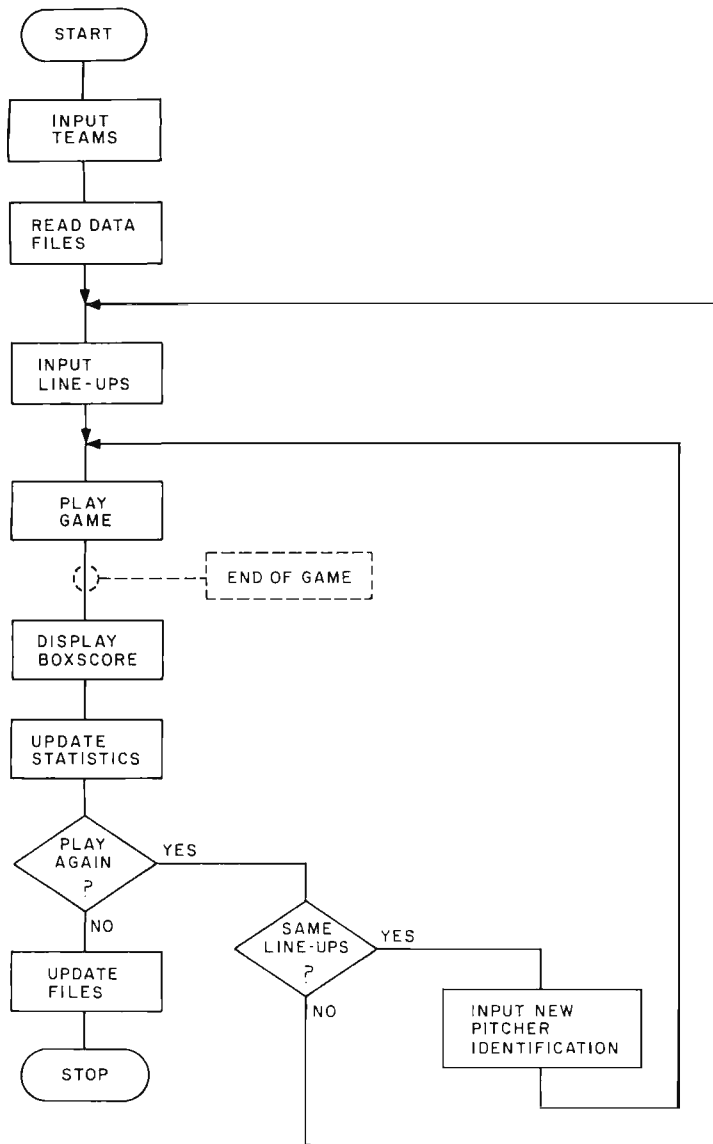 START
INPUT
TEAMS
READ DATA
FILES
INPUT
LINE-UPS
PLAY
GAME
END OF GAME
DISPLAY
BOXSCORE
UPDATE
STATISTICS
PLAY
AGAIN
?
YES
NO
SAME
LINE-UPS
?
YES
NO
UPDATE
FILES
INPUT NEW
PITCHER
IDENTIFICATION
STOP